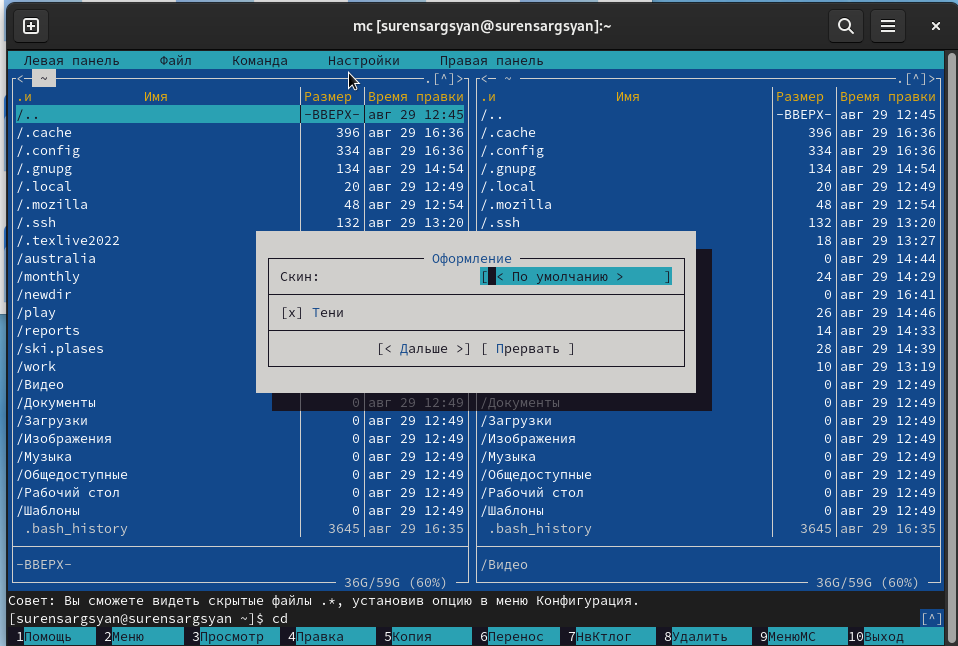 mc [surensargsyan@surensargsyan]:~
Левая панель Файл Команда Настройки Правая панель
<— ~ .[^]> <— ~ .[^]>
.и Имя Размер Время правки .и Имя Размер Время правки
/.. -ВВЕРХ- авг 29 12:45 /.. -ВВЕРХ- авг 29 12:45
/.cache 396 авг 29 16:36 /.cache 396 авг 29 16:36
/.config 334 авг 29 16:36 /.config 334 авг 29 16:36
/.gnupg 134 авг 29 14:54 /.gnupg 134 авг 29 14:54
/.local 20 авг 29 12:49 /.local 20 авг 29 12:49
/.mozilla 48 авг 29 12:54 /.mozilla 48 авг 29 12:54
/.ssh 132 авг 29 13:20 /.ssh 132 авг 29 13:20
/.texlive2022 18 авг 29 13:27
/australia 0 авг 29 14:44
/monthly 24 авг 29 14:29
/newdir 0 авг 29 16:41
/play 26 авг 29 14:46
/reports 14 авг 29 14:33
/ski.plases 28 авг 29 14:39
/work 10 авг 29 13:19
/Видео 0 авг 29 12:49
Оформление
Скин: [ < По умолчанию > ]
[x] Тени
[< Дальше >] [ Прервать ]
/Документы 0 авг 29 12:49 /Документы 0 авг 29 12:49
/Загрузки 0 авг 29 12:49 /Загрузки 0 авг 29 12:49
/Изображения 0 авг 29 12:49 /Изображения 0 авг 29 12:49
/Музыка 0 авг 29 12:49 /Музыка 0 авг 29 12:49
/Общедоступные 0 авг 29 12:49 /Общедоступные 0 авг 29 12:49
/Рабочий стол 0 авг 29 12:49 /Рабочий стол 0 авг 29 12:49
/Шаблоны 0 авг 29 12:49 /Шаблоны 0 авг 29 12:49
.bash_history 3645 авг 29 16:35 .bash_history 3645 авг 29 16:35
-ВВЕРХ- /Видео
36G/59G (60%) 36G/59G (60%)
Совет: Вы сможете видеть скрытые файлы .*, установив опцию в меню Конфигурация.
[surensargsyan@surensargsyan ~]$ cd [^]
1Помощь 2Меню 3Просмотр 4Правка 5Копия 6Перенос 7НвКтлог 8Удалить 9МенюМС 10Выход